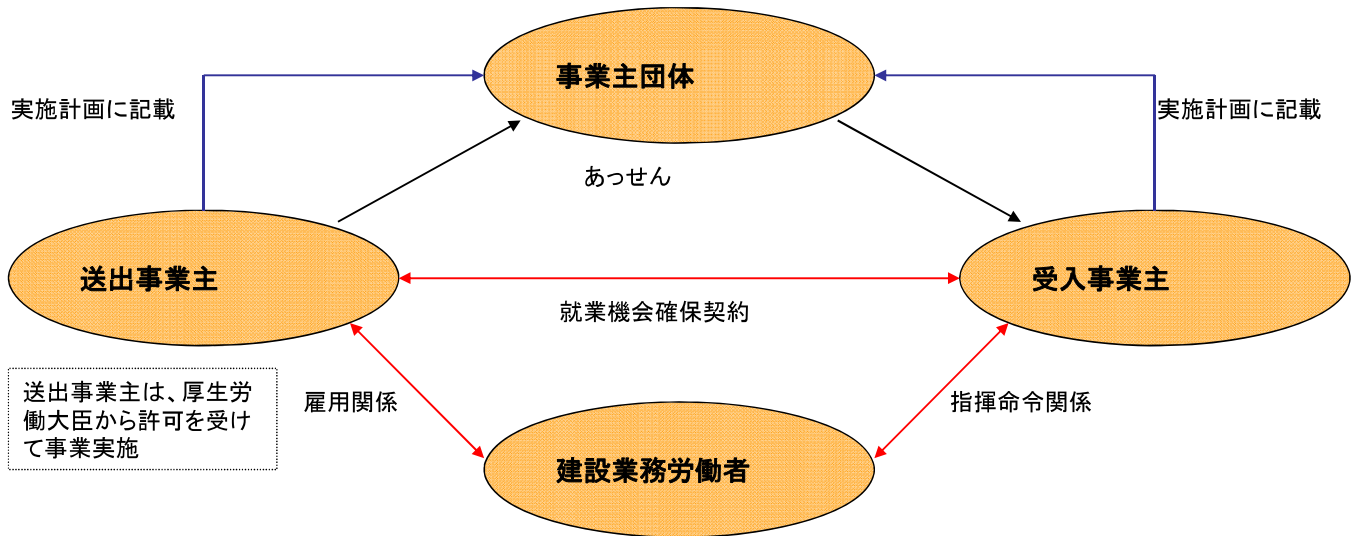 事業主団体
実施計画に記載
実施計画に記載
あっせん
送出事業主
受入事業主
就業機会確保契約
送出事業主は、厚生労
働大臣から許可を受け
て事業実施
雇用関係
指揮命令関係
建設業務労働者